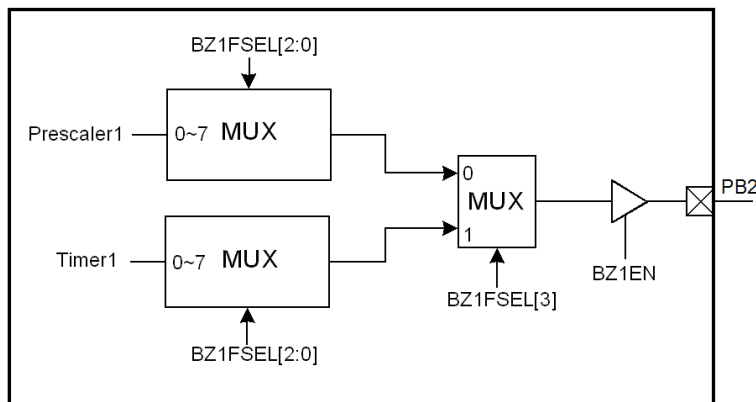 BZ1FSEL[2:0]
Prescaler1
0~7 MUX
0
MUX
1
PB2
Timer1
0~7 MUX
BZ1EN
BZ1FSEL[3]
BZ1FSEL[2:0]